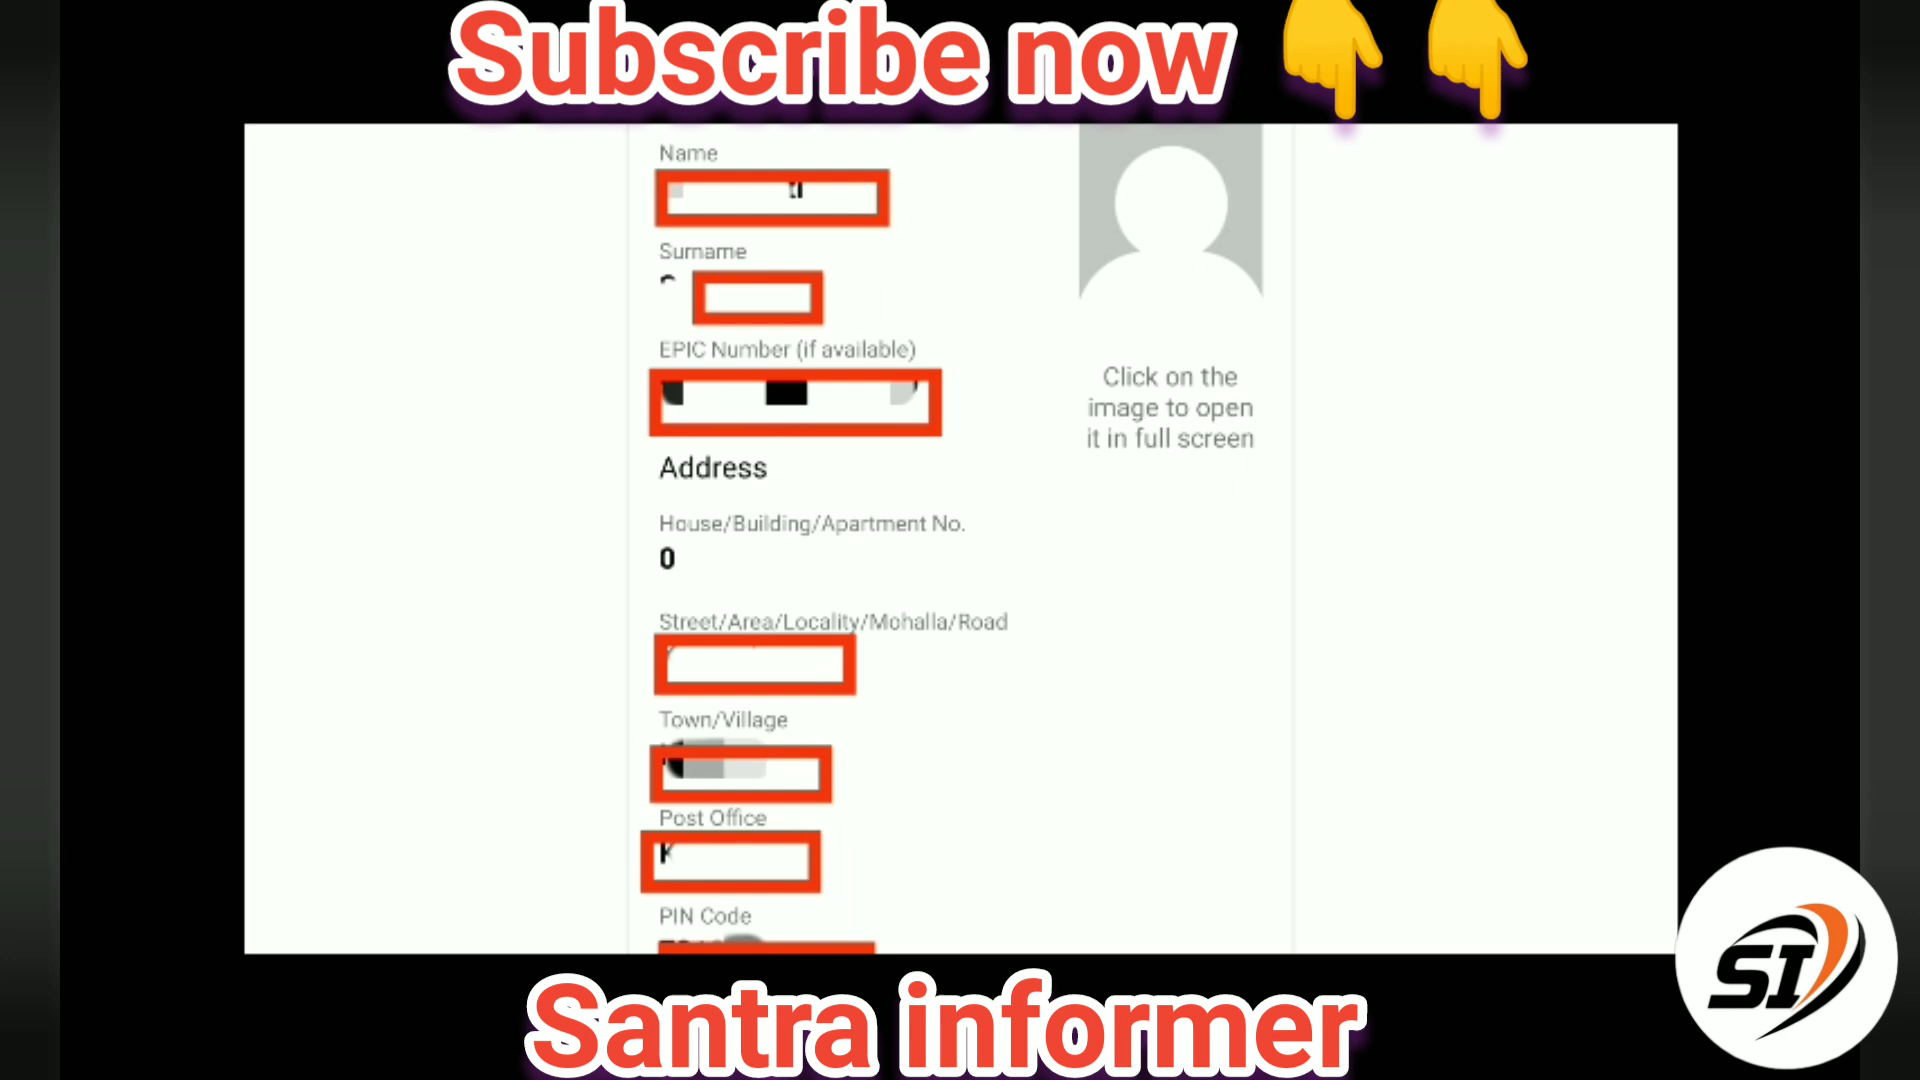 Subscribe now 👇 👇
Name
Surname
EPIC Number (if available)
Click on the
image to open
it in full screen
Address
House/Building/Apartment No.
0
Street/Area/Locality/Mohalla/Road
Town/Village
Post Office
K
PIN Code
SI
Santra informer